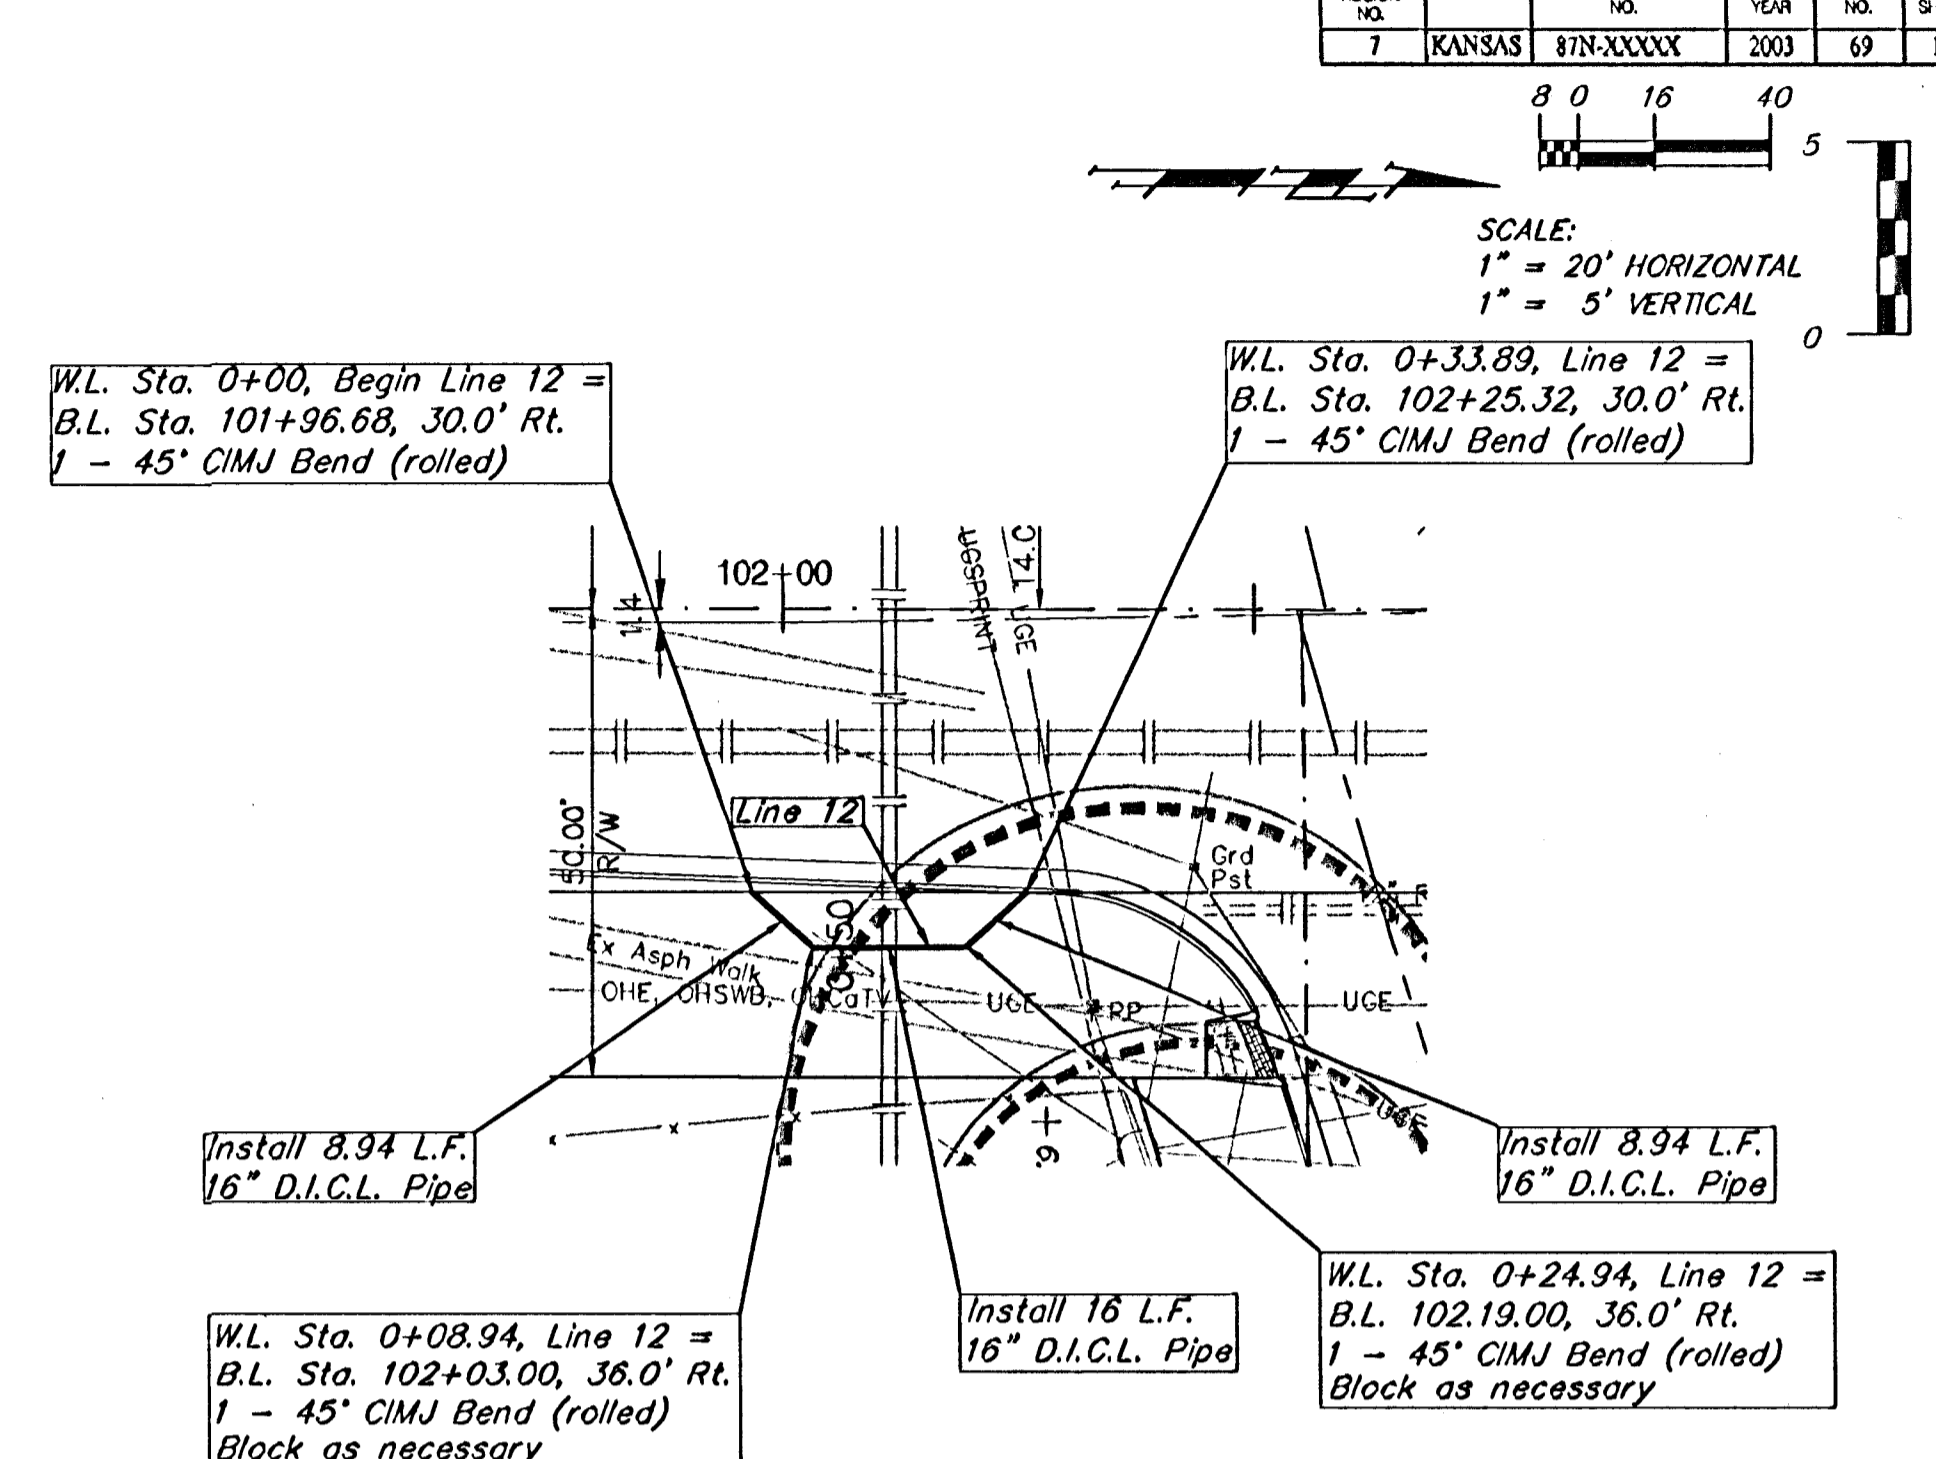 NO. NO. YEAR NO.
7 KANSAS 87N-XXXXX 2003 69
8 0 16 40
5
SCALE:
1" = 20' HORIZONTAL
1" = 5' VERTICAL
0
W.L. Sta. 0+00, Begin Line 12 =
B.L. Sta. 101+96.68, 30.0' Rt.
1 - 45° CIMJ Bend (rolled)
W.L. Sta. 0+33.89, Line 12 =
B.L. Sta. 102+25.32, 30.0' Rt.
1 - 45° CIMJ Bend (rolled)
102+00
11.4
UGSPRINT
UGE
14.0
50.00'
R/W
Line 12
Grd
Pst
0+50
Ex Asph Walk
OHE, OHSWB,
UGE
PP
UGE
UGE
+6.
Install 8.94 L.F.
16" D.I.C.L. Pipe
Install 8.94 L.F.
16" D.I.C.L. Pipe
W.L. Sta. 0+08.94, Line 12 =
B.L. Sta. 102+03.00, 36.0' Rt.
1 - 45° CIMJ Bend (rolled)
Block as necessary
Install 16 L.F.
16" D.I.C.L. Pipe
W.L. Sta. 0+24.94, Line 12 =
B.L. 102.19.00, 36.0' Rt.
1 - 45° CIMJ Bend (rolled)
Block as necessary